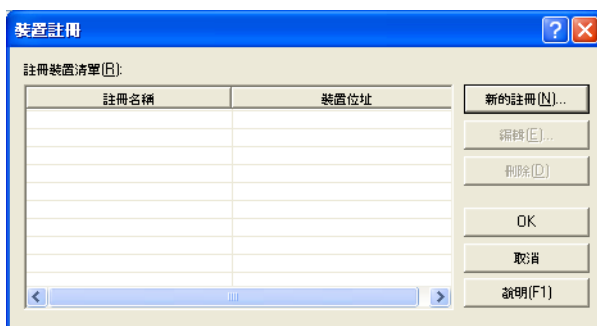 裝置註冊
註冊裝置清單(R):
註冊名稱 裝置位址
新的註冊(N)...
編輯(E)...
刪除(D)
OK
取消
說明(F1)